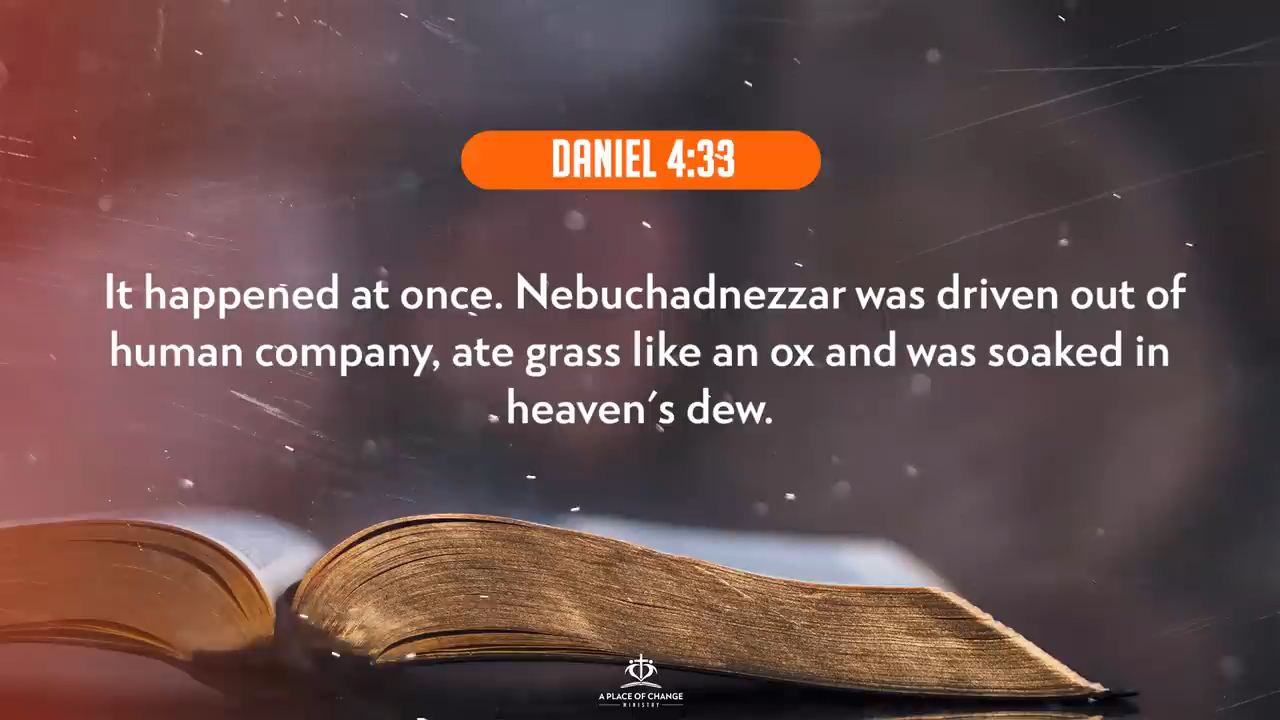 DANIEL 4:33
It happened at once. Nebuchadnezzar was driven out of
human company, ate grass like an ox and was soaked in
heaven's dew.
A PLACE OF CHANGE
MINISTRY